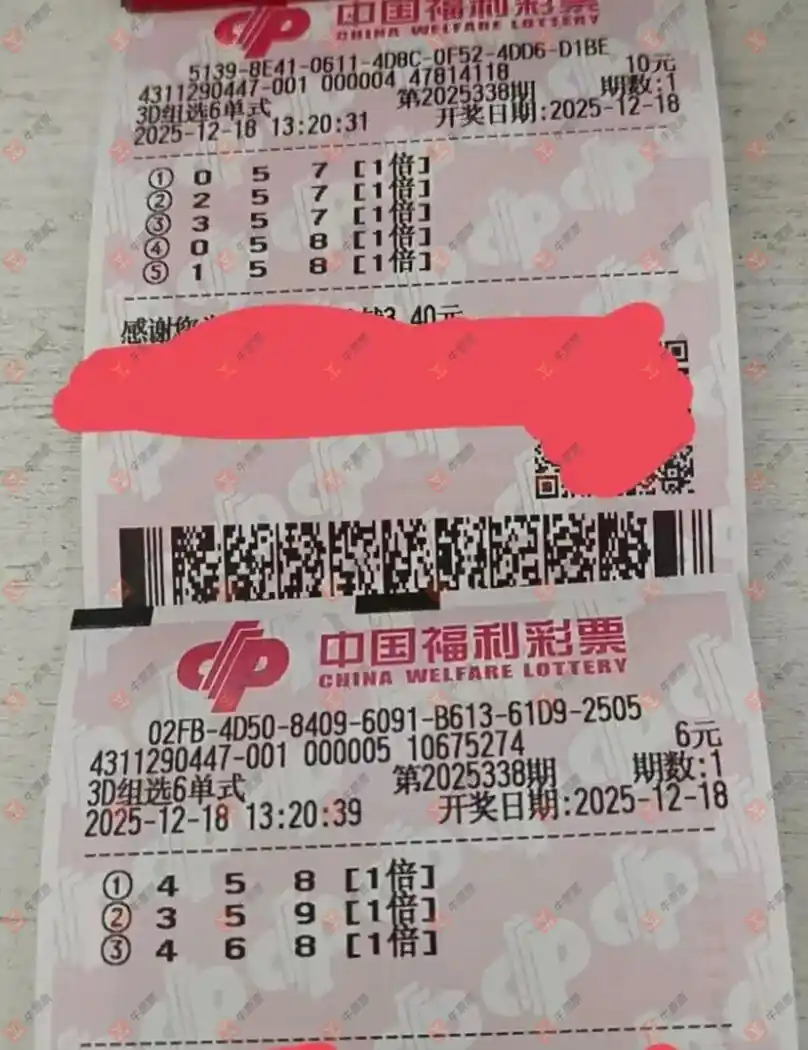 中国福利彩票
CHINA WELFARE LOTTERY
5139-8E41-0611-4D8C-0F52-4DD6-D1BE
4311290447-001 000004 47814118 10元
3D组选6单式 第2025338期 期数:1
2025-12-18 13:20:31 开奖日期:2025-12-18
① 0 5 7 [1倍]
② 2 5 7 [1倍]
③ 3 5 7 [1倍]
④ 0 5 8 [1倍]
⑤ 1 5 8 [1倍]
感谢您 3.40元
中国福利彩票
CHINA WELFARE LOTTERY
02FB-4D50-8409-6091-B613-61D9-2505
4311290447-001 000005 10675274 6元
3D组选6单式 第2025338期 期数:1
2025-12-18 13:20:39 开奖日期:2025-12-18
① 4 5 8 [1倍]
② 3 5 9 [1倍]
③ 4 6 8 [1倍]